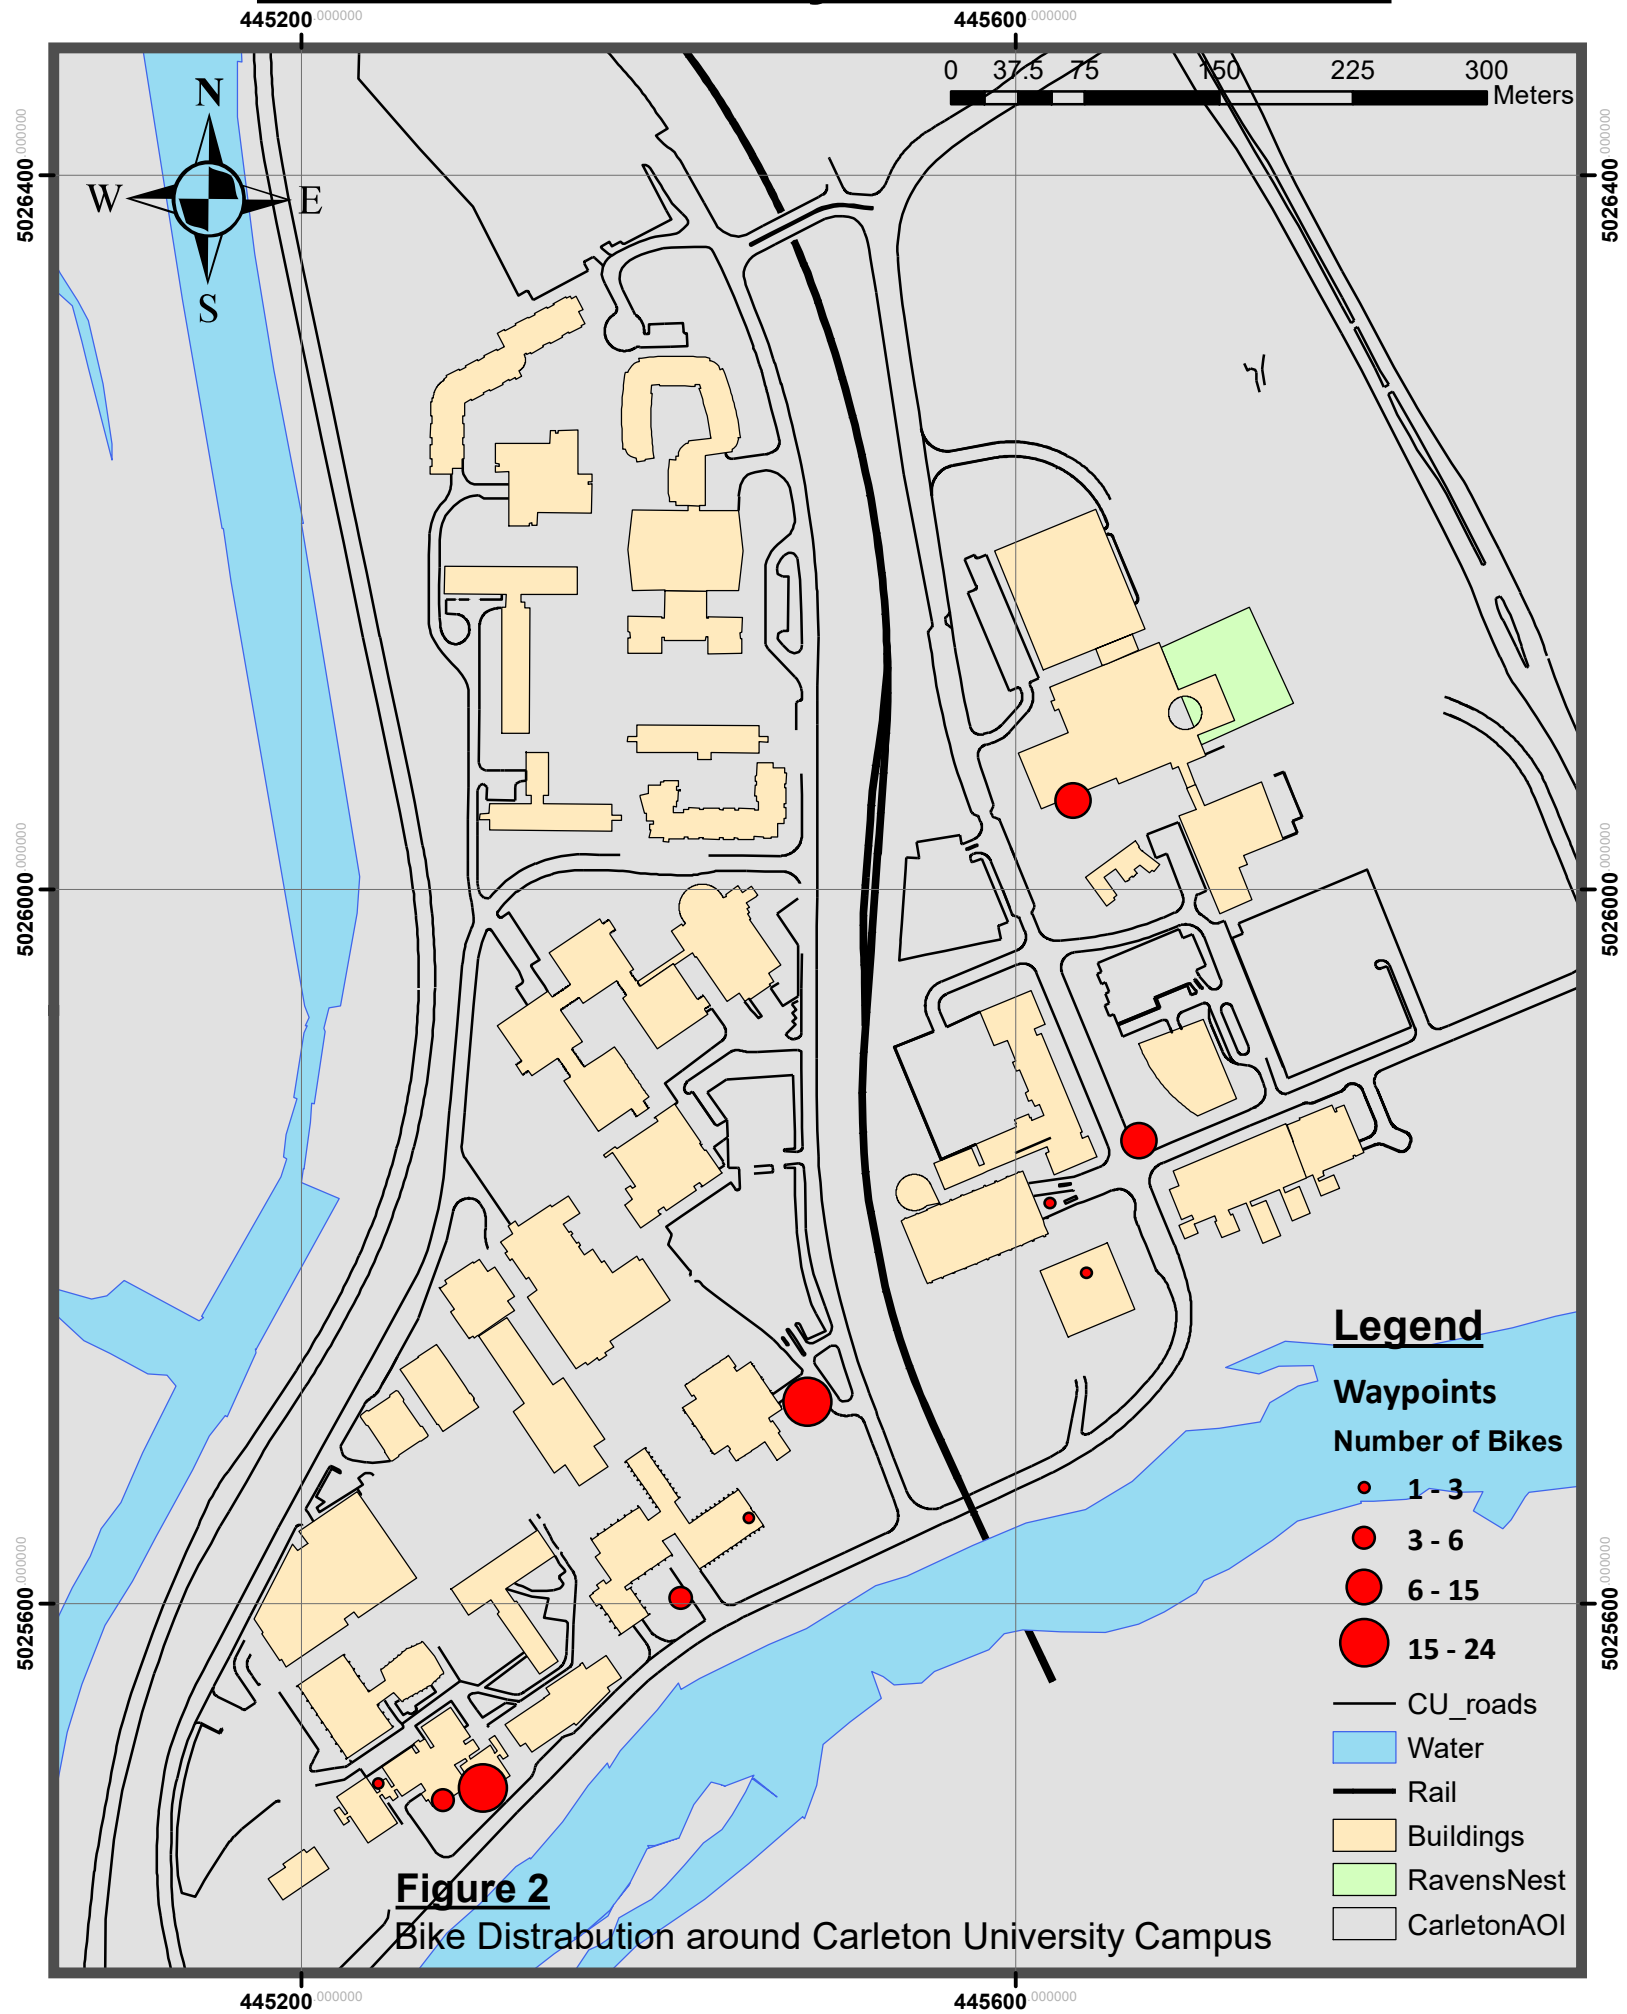 445200.000000
445600.000000
0 37.5 75 150 225 300
Meters
N
W E
S
5026400.000000
5026400.000000
5026000.000000
5026000.000000
5025600.000000
5025600.000000
Legend
Waypoints
Number of Bikes
1 - 3
3 - 6
6 - 15
15 - 24
CU_roads
Water
Rail
Buildings
RavensNest
CarletonAOI
Figure 2
Bike Distrabution around Carleton University Campus
445200.000000
445600.000000